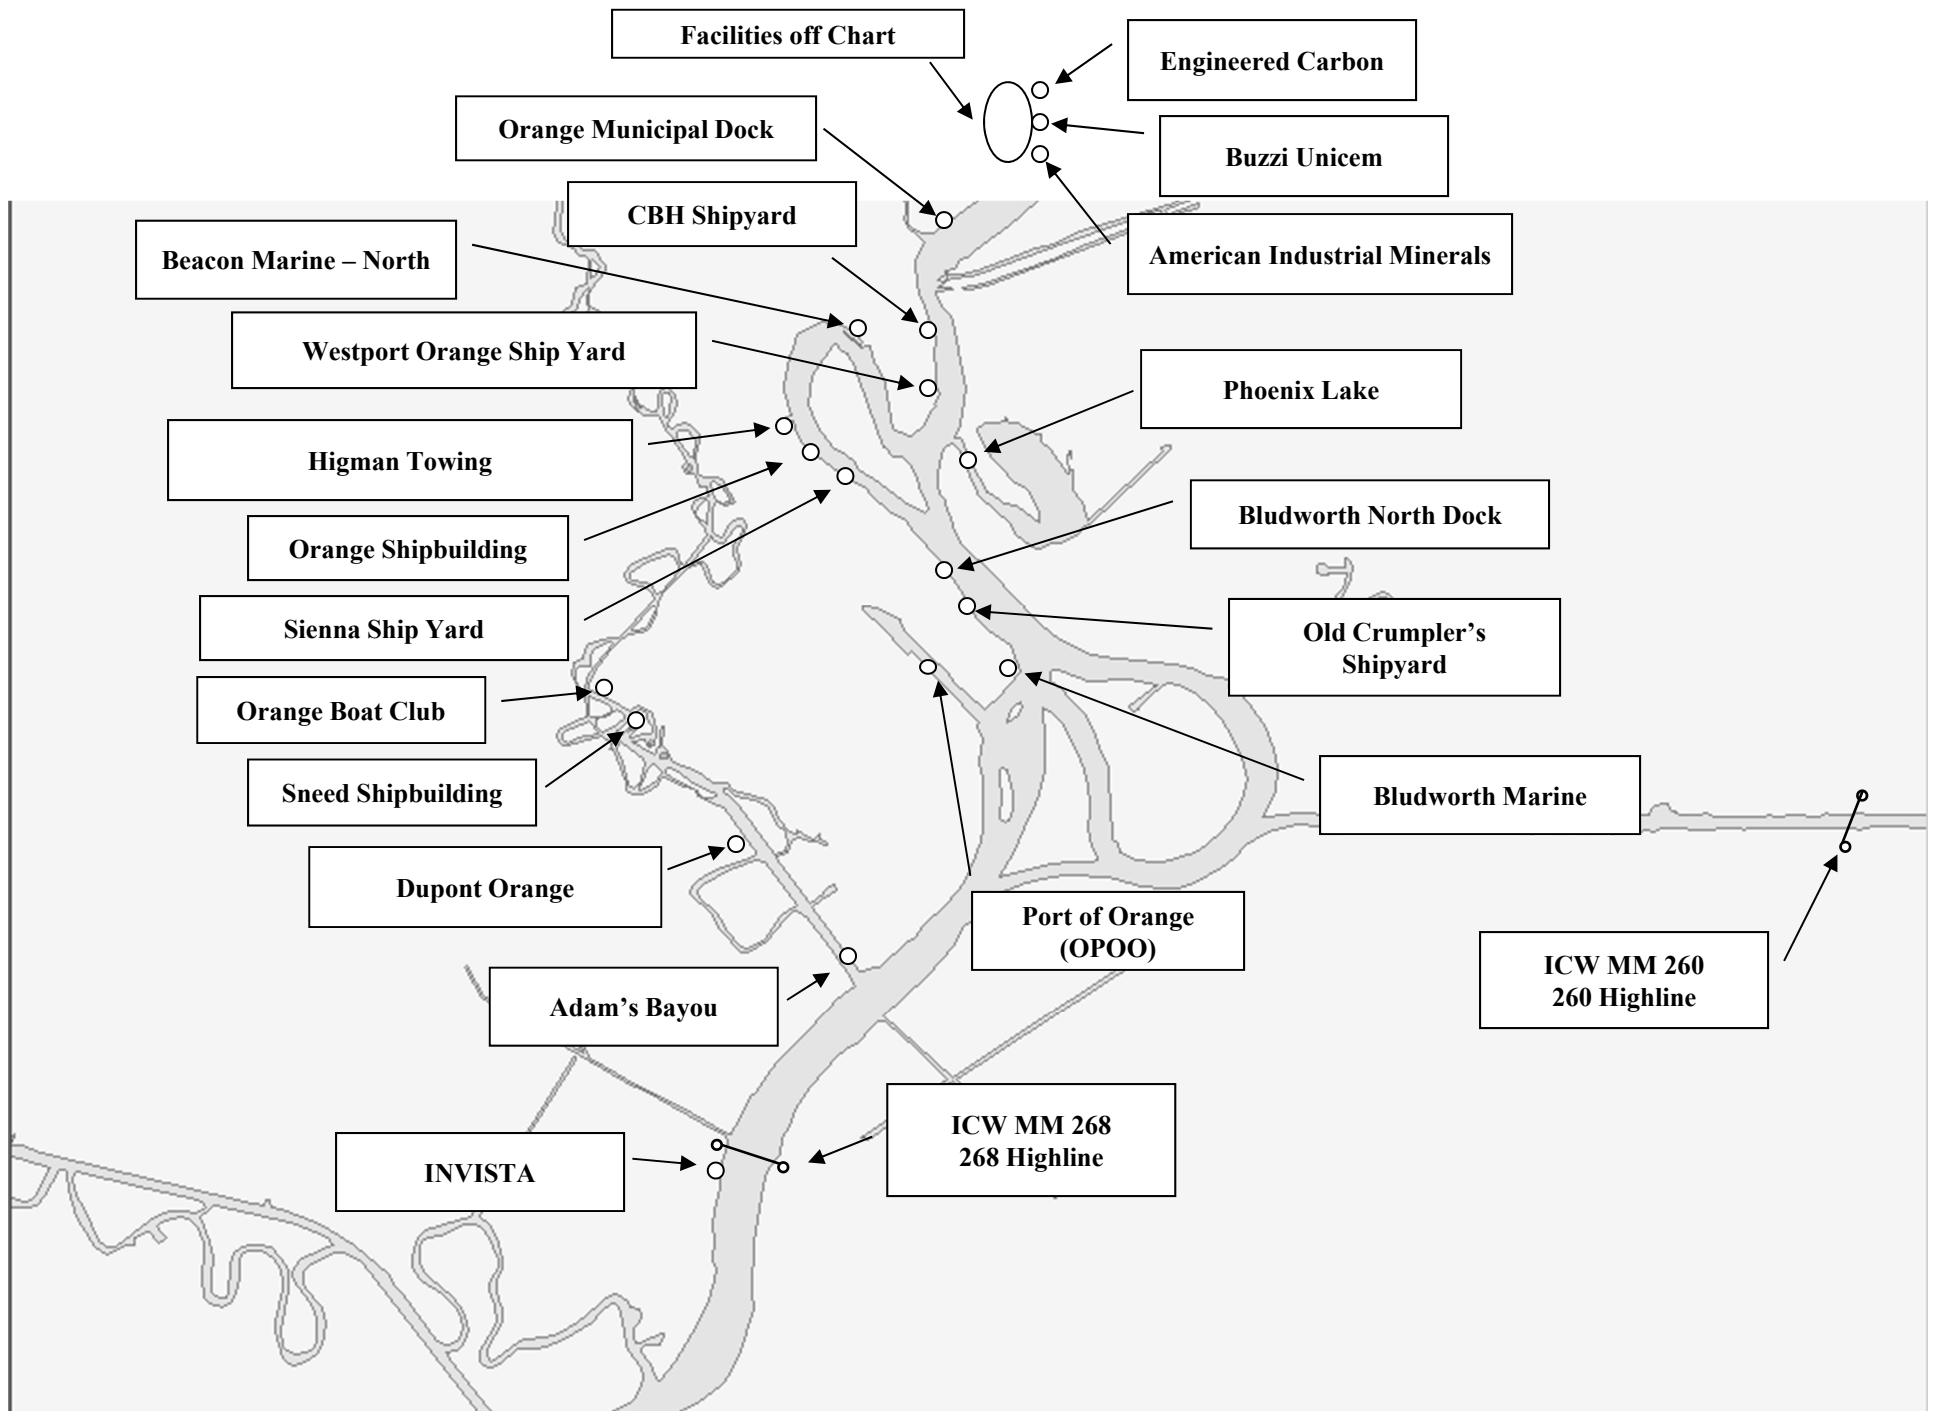 Facilities off Chart
Engineered Carbon
Orange Municipal Dock
Buzzi Unicem
CBH Shipyard
American Industrial Minerals
Beacon Marine – North
Westport Orange Ship Yard
Phoenix Lake
Higman Towing
Bludworth North Dock
Orange Shipbuilding
Sienna Ship Yard
Old Crumpler’s
Shipyard
Orange Boat Club
Sneed Shipbuilding
Bludworth Marine
Dupont Orange
Port of Orange
(OPOO)
ICW MM 260
260 Highline
Adam’s Bayou
ICW MM 268
268 Highline
INVISTA